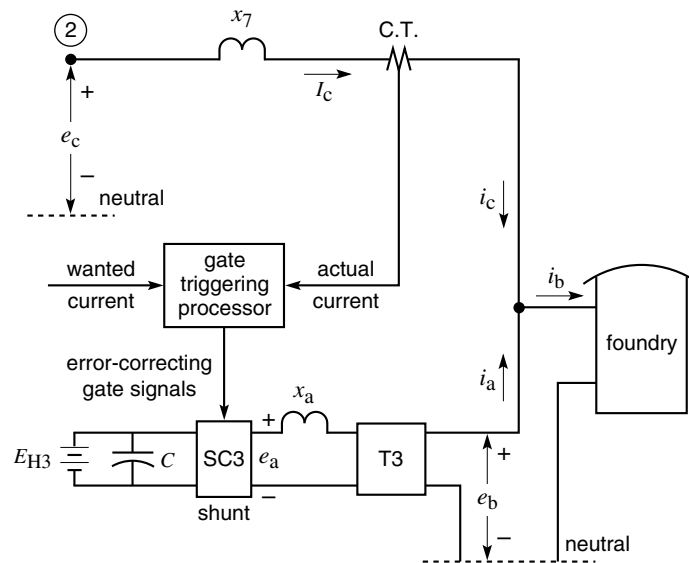 x7
C.T.
2
Ic
+
ec
−
neutral
ic
wanted
current
gate
triggering
processor
actual
current
ib
foundry
error-correcting
gate signals
ia
xa
EH3
C
SC3
+
ea
−
T3
shunt
+
eb
−
neutral